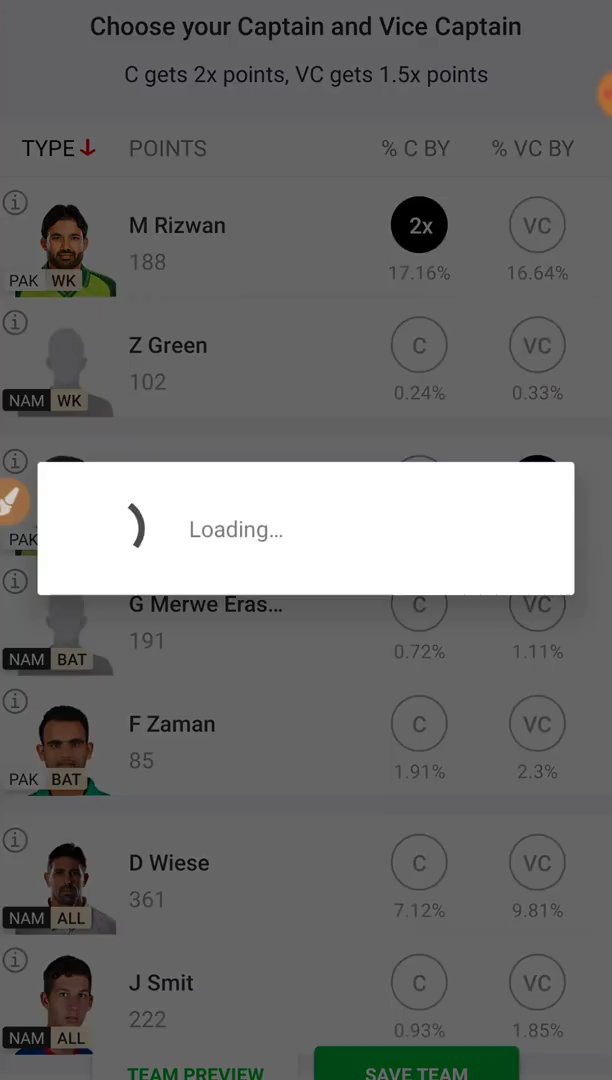 Choose your Captain and Vice Captain
C gets 2x points, VC gets 1.5x points
TYPE POINTS % C BY % VC BY
M Rizwan 2x VC
188 17.16% 16.64%
PAK WK
Z Green C VC
102 0.24% 0.33%
NAM WK
Loading...
PAK
G Merwe Eras... C VC
191 0.72% 1.11%
NAM BAT
F Zaman C VC
85 1.91% 2.3%
PAK BAT
D Wiese C VC
361 7.12% 9.81%
NAM ALL
J Smit C VC
222 0.93% 1.85%
NAM ALL
TEAM PREVIEW SAVE TEAM